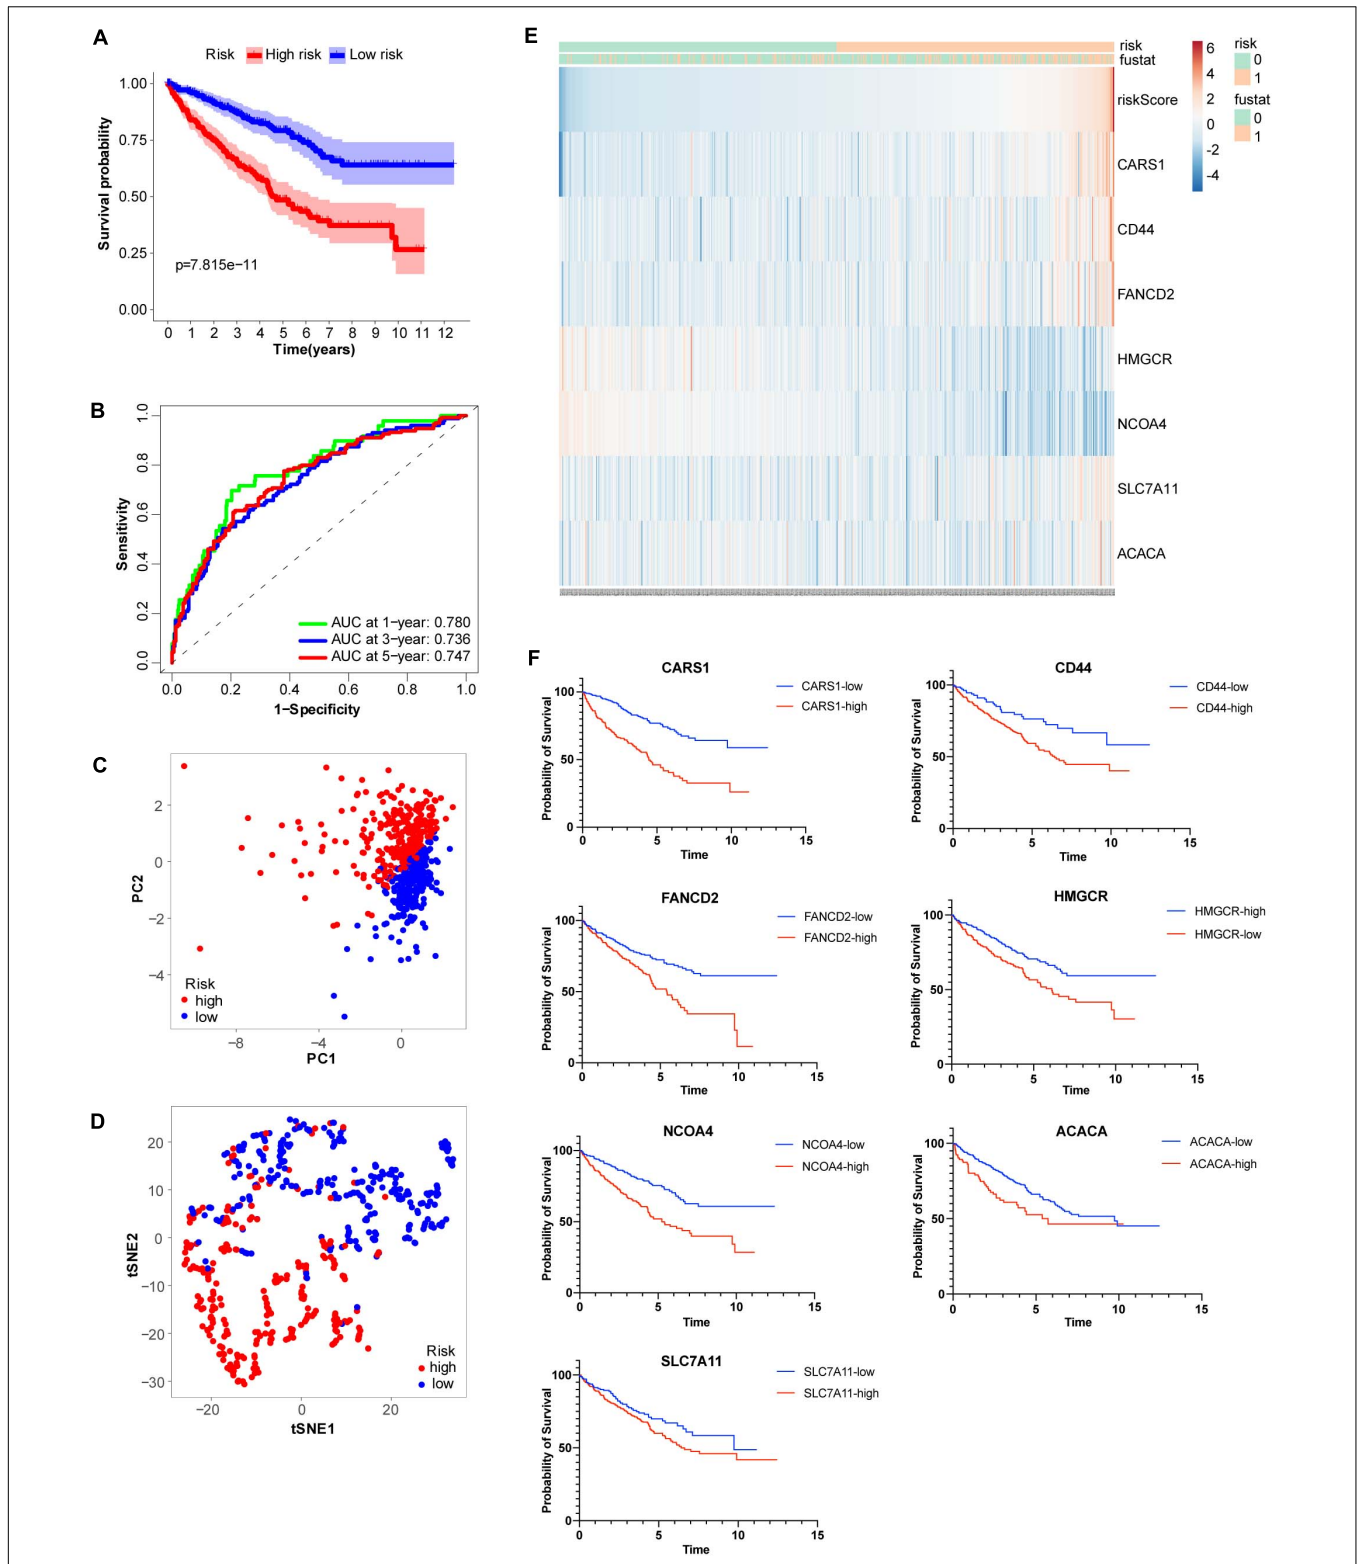 A
Risk High risk Low risk
Survival probability
1.00
0.75
0.50
0.25
0.00
p=7.815e−11
0 1 2 3 4 5 6 7 8 9 10 11 12
Time(years)
B
Sensitivity
1.0
0.8
0.6
0.4
0.2
0.0
AUC at 1−year: 0.780
AUC at 3−year: 0.736
AUC at 5−year: 0.747
0.0 0.2 0.4 0.6 0.8 1.0
1−Specificity
C
PC2
2
0
−2
−4
Risk
high
low
−8 −4 0
PC1
D
tSNE2
20
10
0
−10
−20
−30
Risk
high
low
−20 0 20
tSNE1
E
risk
fustat
riskScore
CARS1
CD44
FANCD2
HMGCR
NCOA4
SLC7A11
ACACA
6
4
2
0
−2
−4
risk
0
1
fustat
0
1
F
CARS1
CARS1-low
CARS1-high
Probability of Survival
100
50
0
0 5 10 15
Time
CD44
CD44-low
CD44-high
Probability of Survival
100
50
0
0 5 10 15
Time
FANCD2
FANCD2-low
FANCD2-high
Probability of Survival
100
50
0
0 5 10 15
Time
HMGCR
HMGCR-high
HMGCR-low
Probability of Survival
100
50
0
0 5 10 15
Time
NCOA4
NCOA4-low
NCOA4-high
Probability of Survival
100
50
0
0 5 10 15
Time
ACACA
ACACA-low
ACACA-high
Probability of Survival
100
50
0
0 5 10 15
Time
SLC7A11
SLC7A11-low
SLC7A11-high
Probability of Survival
100
50
0
0 5 10 15
Time